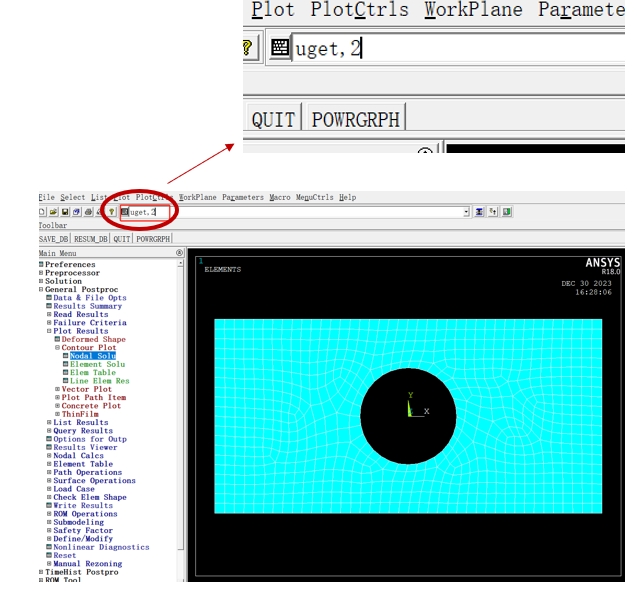 Plot PlotCtrls WorkPlane Paramete
uget,2
QUIT POWRGRPH
File Select List Plot PlotCtrls WorkPlane Parameters Macro MenuCtrls Help
uget,2
Toolbar
SAVE_DB RESUM_DB QUIT POWRGRPH
Main Menu
Preferences
Preprocessor
Solution
General Postproc
Data & File Opts
Results Summary
Read Results
Failure Criteria
Plot Results
Deformed Shape
Contour Plot
Nodal Solu
Element Solu
Elem Table
Line Elem Res
Vector Plot
Plot Path Item
Concrete Plot
ThinFilm
List Results
Query Results
Options for Outp
Results Viewer
Nodal Calcs
Element Table
Path Operations
Surface Operations
Load Case
Check Elem Shape
Write Results
ROM Operations
Submodeling
Safety Factor
Define/Modify
Nonlinear Diagnostics
Reset
Manual Rezoning
TimeHist Postpro
ROM Tool
1
ELEMENTS
ANSYS
R18.0
DEC 30 2023
16:28:06
Y
X